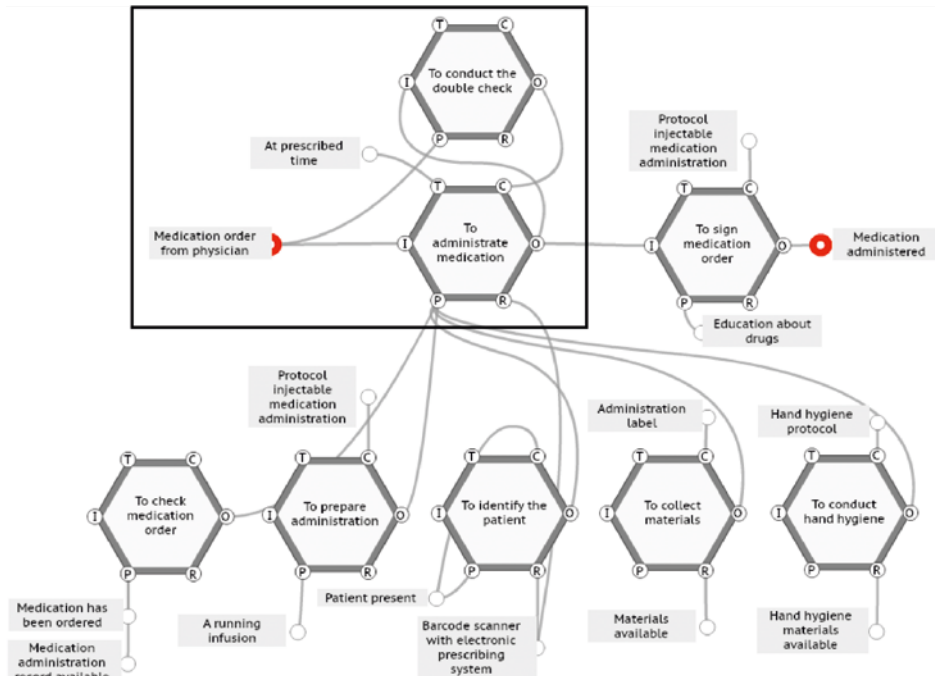 T
C
To conduct the
double check
I
O
P
R
At prescribed
time
Protocol
injectable
medication
administration
T
C
To
administrate
medication
I
O
P
R
Medication order
from physician
T
C
To sign
medication
order
I
O
P
R
Medication
administered
Education about
drugs
Protocol
injectable
medication
administration
Administration
label
Hand hygiene
protocol
T
C
To check
medication
order
I
O
P
R
T
C
To prepare
administration
I
O
P
R
T
C
To identify the
patient
I
O
P
R
T
C
To collect
materials
I
O
P
R
T
C
To conduct
hand hygiene
I
O
P
R
Medication has
been ordered
Medication
administration
record available
A running
infusion
Patient present
Barcode scanner
with electronic
prescribing
system
Materials
available
Hand hygiene
materials
available